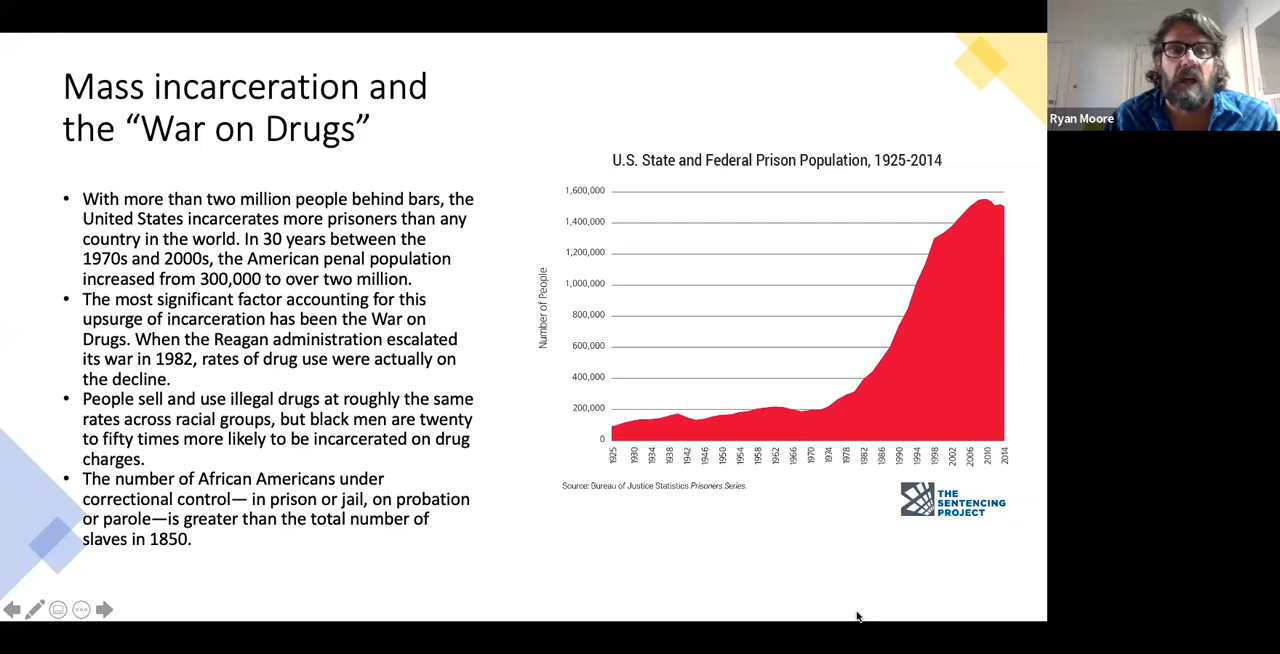 Mass incarceration and
the “War on Drugs”
• With more than two million people behind bars, the
United States incarcerates more prisoners than any
country in the world. In 30 years between the
1970s and 2000s, the American penal population
increased from 300,000 to over two million.
• The most significant factor accounting for this
upsurge of incarceration has been the War on
Drugs. When the Reagan administration escalated
its war in 1982, rates of drug use were actually on
the decline.
• People sell and use illegal drugs at roughly the same
rates across racial groups, but black men are twenty
to fifty times more likely to be incarcerated on drug
charges.
• The number of African Americans under
correctional control— in prison or jail, on probation
or parole—is greater than the total number of
slaves in 1850.
U.S. State and Federal Prison Population, 1925-2014
Number of People
1,600,000
1,400,000
1,200,000
1,000,000
800,000
600,000
400,000
200,000
0
1925 1930 1934 1938 1942 1946 1950 1954 1958 1962 1966 1970 1974 1978 1982 1986 1990 1994 1998 2002 2006 2010 2014
Source: Bureau of Justice Statistics Prisoners Series.
THE
SENTENCING
PROJECT
Ryan Moore